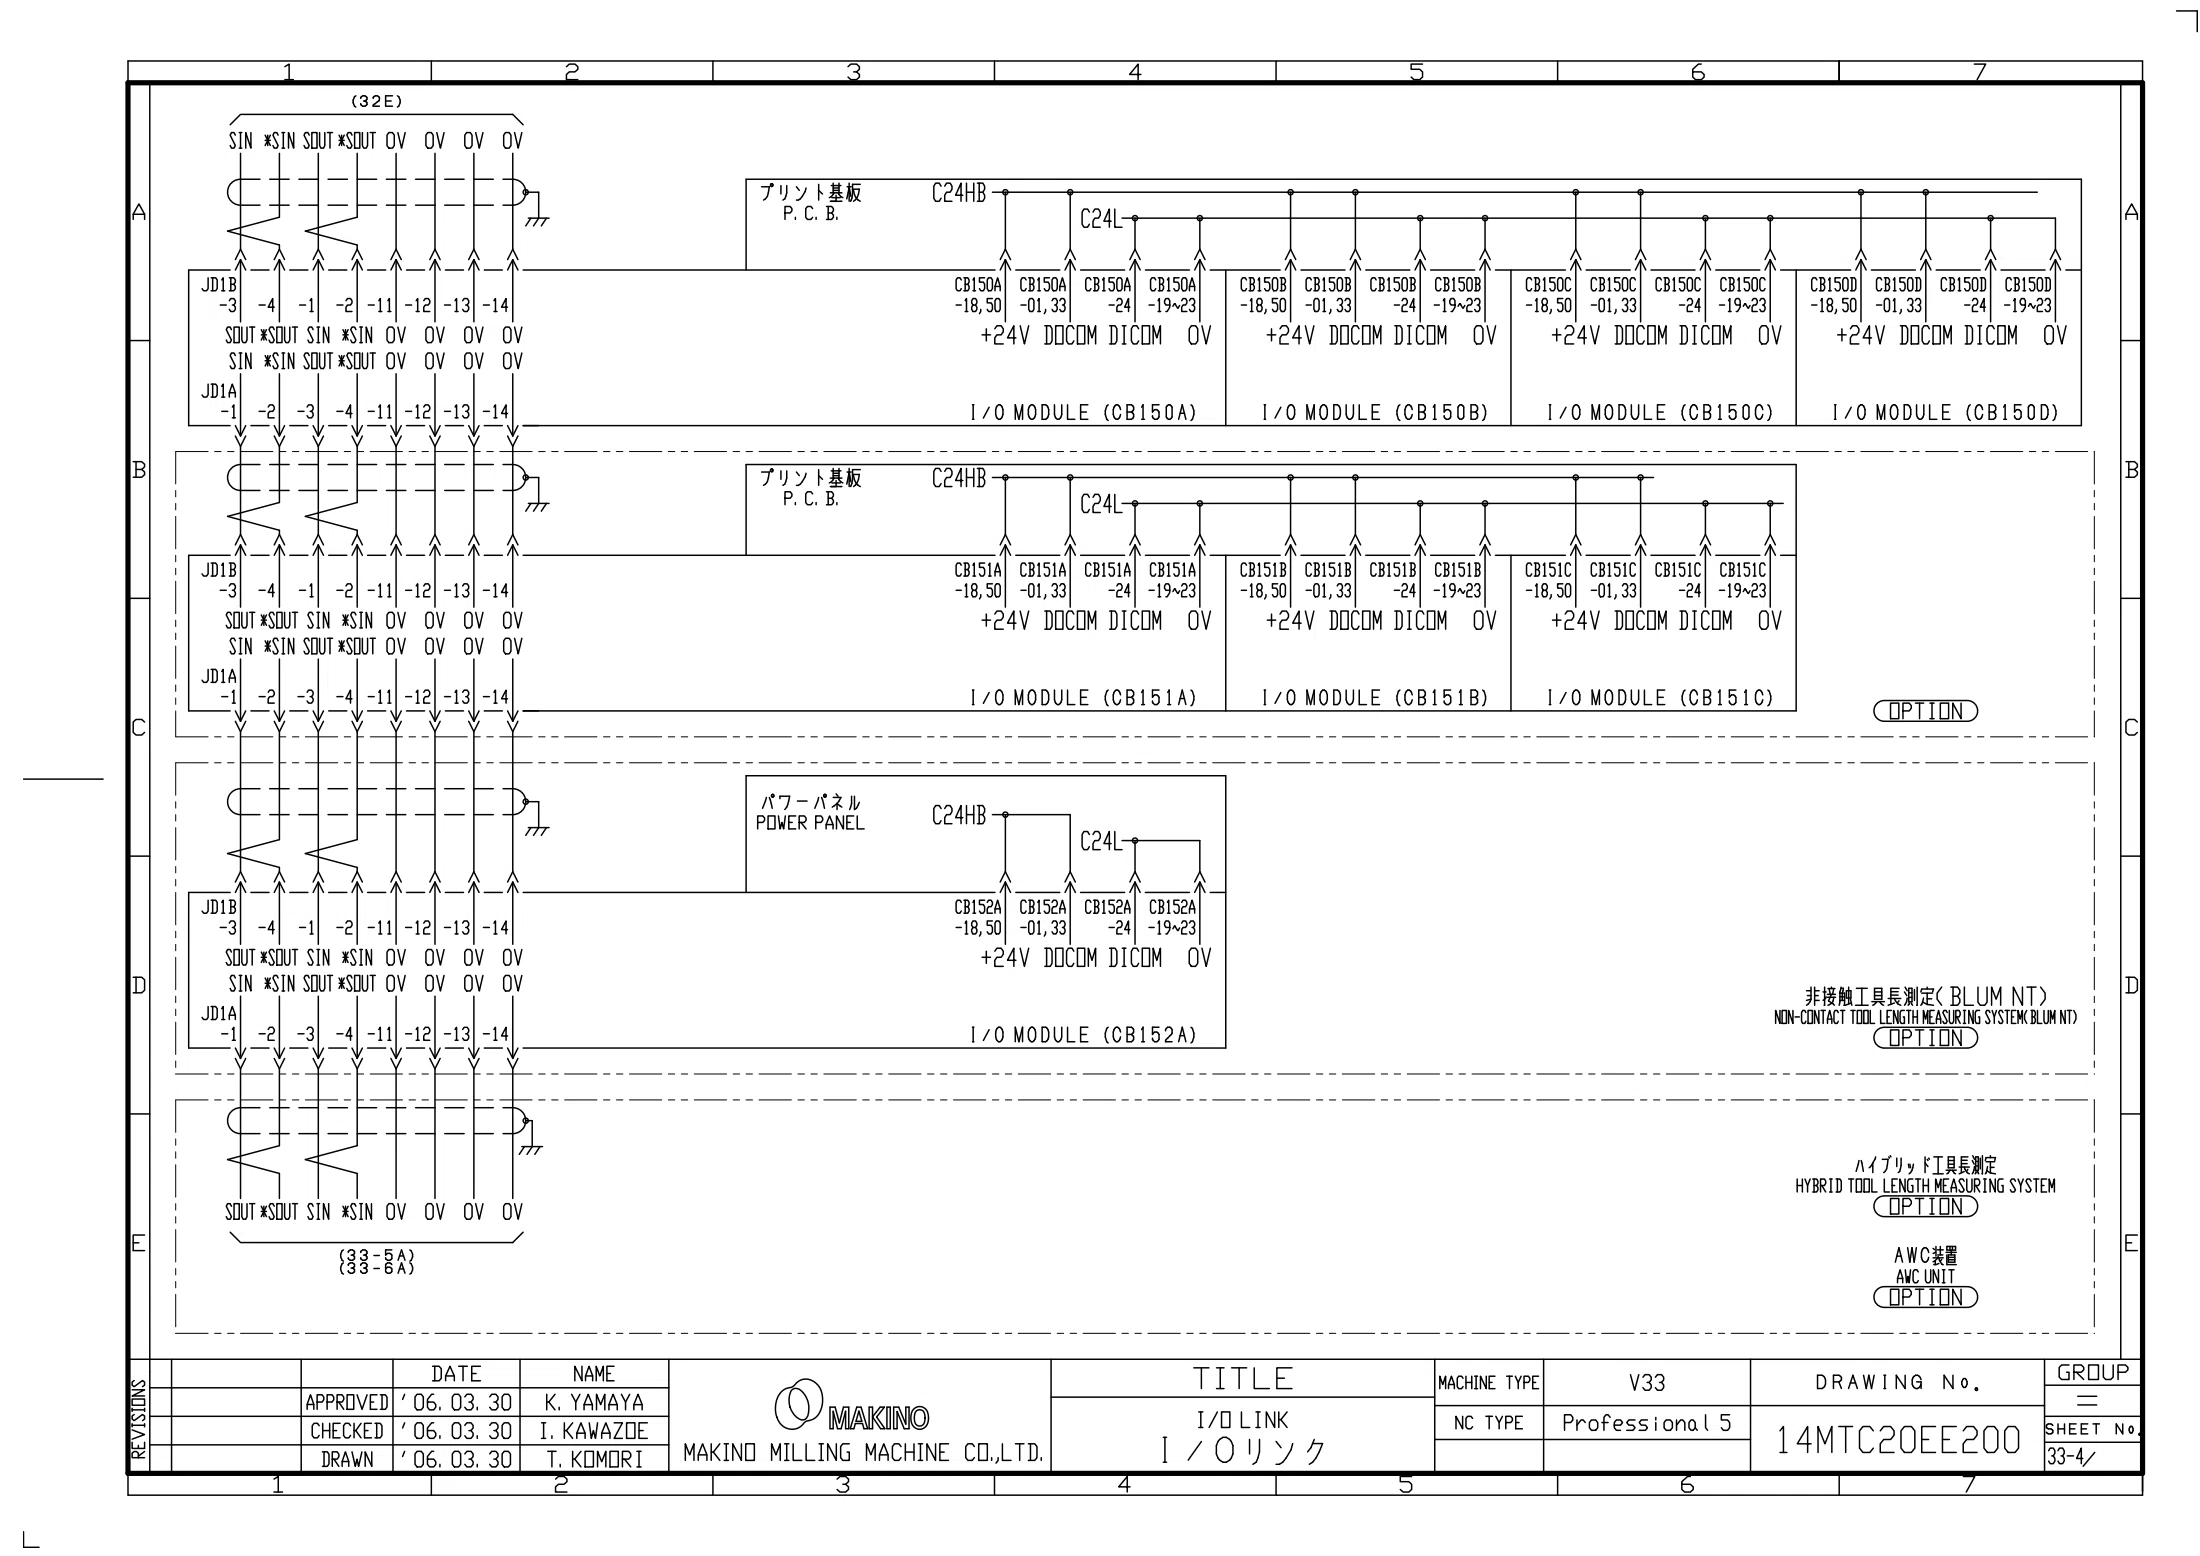 1 2 3 4 5 6 7
(32E)
SIN *SIN SOUT *SOUT 0V 0V 0V 0V
A A
プリント基板
P. C. B.
C24HB
C24L
JD1B CB150A CB150A CB150A CB150A CB150B CB150B CB150B CB150B CB150C CB150C CB150C CB150C CB150D CB150D CB150D CB150D
-3 -4 -1 -2 -11 -12 -13 -14 -18,50 -01,33 -24 -19~23 -18,50 -01,33 -24 -19~23 -18,50 -01,33 -24 -19~23 -18,50 -01,33 -24 -19~23
SOUT *SOUT SIN *SIN 0V 0V 0V 0V +24V DOCOM DICOM 0V +24V DOCOM DICOM 0V +24V DOCOM DICOM 0V +24V DOCOM DICOM 0V
SIN *SIN SOUT *SOUT 0V 0V 0V 0V
JD1A
-1 -2 -3 -4 -11 -12 -13 -14 I/O MODULE (CB150A) I/O MODULE (CB150B) I/O MODULE (CB150C) I/O MODULE (CB150D)
B B
プリント基板
P. C. B.
C24HB
C24L
JD1B CB151A CB151A CB151A CB151A CB151B CB151B CB151B CB151B CB151C CB151C CB151C CB151C
-3 -4 -1 -2 -11 -12 -13 -14 -18,50 -01,33 -24 -19~23 -18,50 -01,33 -24 -19~23 -18,50 -01,33 -24 -19~23
SOUT *SOUT SIN *SIN 0V 0V 0V 0V +24V DOCOM DICOM 0V +24V DOCOM DICOM 0V +24V DOCOM DICOM 0V
SIN *SIN SOUT *SOUT 0V 0V 0V 0V
JD1A
-1 -2 -3 -4 -11 -12 -13 -14 I/O MODULE (CB151A) I/O MODULE (CB151B) I/O MODULE (CB151C)
OPTION
C C
パワーパネル
POWER PANEL
C24HB
C24L
JD1B CB152A CB152A CB152A CB152A
-3 -4 -1 -2 -11 -12 -13 -14 -18,50 -01,33 -24 -19~23
SOUT *SOUT SIN *SIN 0V 0V 0V 0V +24V DOCOM DICOM 0V
SIN *SIN SOUT *SOUT 0V 0V 0V 0V
D D
JD1A
-1 -2 -3 -4 -11 -12 -13 -14 I/O MODULE (CB152A)
非接触工具長測定(BLUM NT)
NON-CONTACT TOOL LENGTH MEASURING SYSTEM(BLUM NT)
OPTION
ハイブリッド工具長測定
HYBRID TOOL LENGTH MEASURING SYSTEM
OPTION
SOUT *SOUT SIN *SIN 0V 0V 0V 0V
E E
(33-5A)
(33-6A)
AWC装置
AWC UNIT
OPTION
REVISIONS
DATE NAME
APPROVED '06. 03. 30 K. YAMAYA
CHECKED '06. 03. 30 I. KAWAZOE
DRAWN '06. 03. 30 T. KOMORI
MAKINO
MAKINO MILLING MACHINE CO.,LTD.
TITLE
I/O LINK
I/Oリンク
MACHINE TYPE V33
NC TYPE Professional 5
DRAWING No.
14MTC20EE200
GROUP
=
SHEET No.
33-4/
1 2 3 4 5 6 7